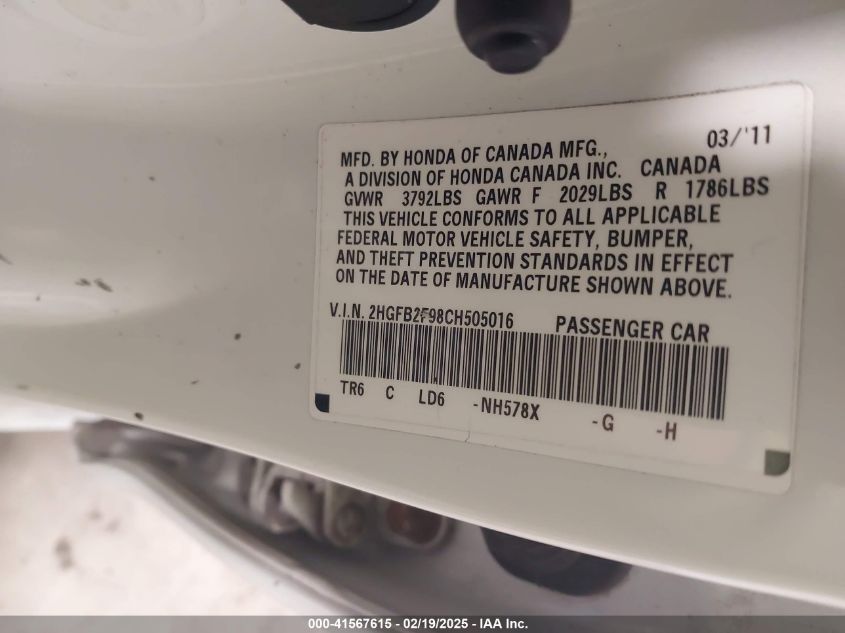 03/'11
MFD. BY HONDA OF CANADA MFG.,
A DIVISION OF HONDA CANADA INC. CANADA
GVWR 3792LBS GAWR F 2029LBS R 1786LBS
THIS VEHICLE CONFORMS TO ALL APPLICABLE
FEDERAL MOTOR VEHICLE SAFETY, BUMPER,
AND THEFT PREVENTION STANDARDS IN EFFECT
ON THE DATE OF MANUFACTURE SHOWN ABOVE.
V.I.N. 2HGFB2F98CH505016 PASSENGER CAR
TR6 C LD6 -NH578X -G -H
000-41567615 - 02/19/2025 - IAA Inc.